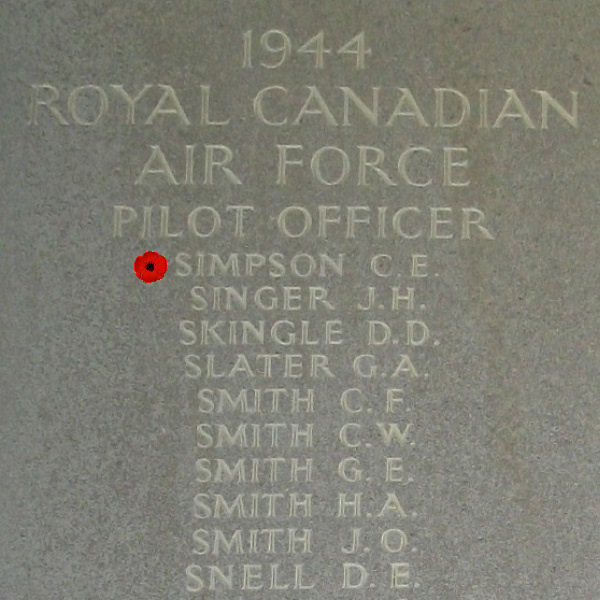 1944
ROYAL CANADIAN
AIR FORCE
PILOT OFFICER
SIMPSON C.E.
SINGER J.H.
SKINGLE D.D.
SLATER G.A.
SMITH C.F.
SMITH C.W.
SMITH G.E.
SMITH H.A.
SMITH J.O.
SNELL D.E.